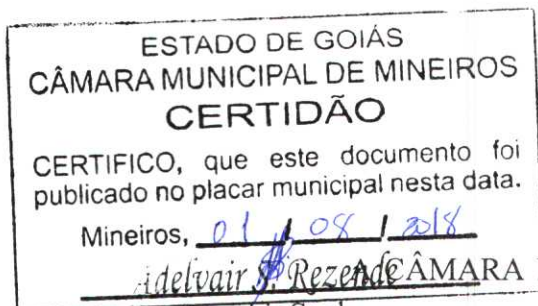 ESTADO DE GOIÁS
CÂMARA MUNICIPAL DE MINEIROS
CERTIDÃO
CERTIFICO, que este documento foi
publicado no placar municipal nesta data.
Mineiros, 01 / 08 / 2018
Adelvair S. Rezende CÂMARA